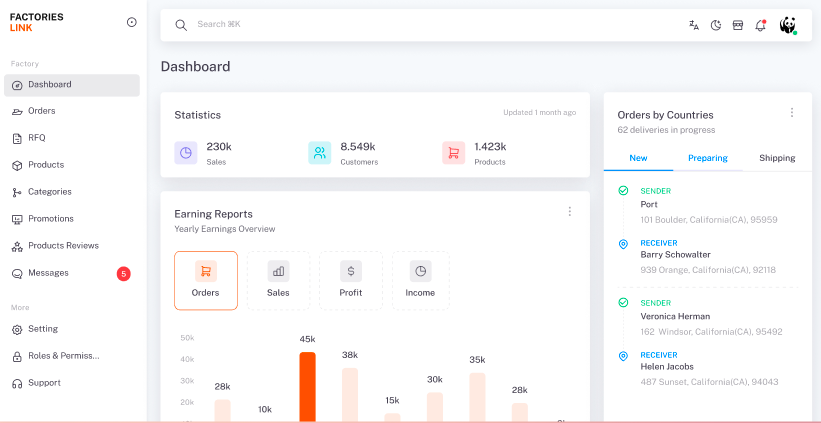 FACTORIES
LINK
Factory
Dashboard
Orders
RFQ
Products
Categories
Promotions
Products Reviews
Messages
5
More
Setting
Roles & Permiss...
Support
Search ⌘K
Dashboard
Statistics
Updated 1 month ago
230k
Sales
8.549k
Customers
1.423k
Products
Earning Reports
Yearly Earnings Overview
Orders
Sales
Profit
Income
50k
40k
30k
20k
28k
10k
45k
38k
15k
30k
35k
28k
Orders by Countries
62 deliveries in progress
New
Preparing
Shipping
SENDER
Port
101 Boulder, California(CA), 95959
RECEIVER
Barry Schowalter
939 Orange, California(CA), 92118
SENDER
Veronica Herman
162 Windsor, California(CA), 95492
RECEIVER
Helen Jacobs
487 Sunset, California(CA), 94043